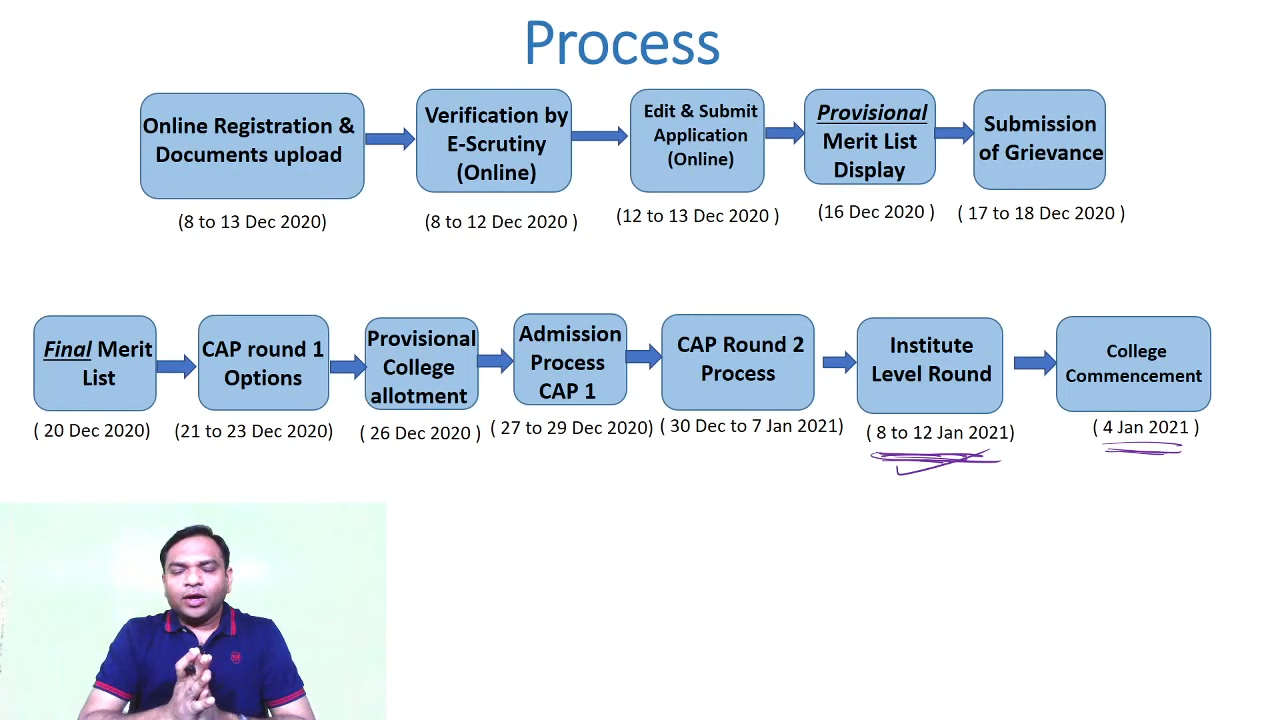 Process
Online Registration &
Documents upload
(8 to 13 Dec 2020)
Verification by
E-Scrutiny
(Online)
(8 to 12 Dec 2020 )
Edit & Submit
Application
(Online)
(12 to 13 Dec 2020 )
Provisional
Merit List
Display
(16 Dec 2020 )
Submission
of Grievance
( 17 to 18 Dec 2020 )
Final Merit
List
( 20 Dec 2020)
CAP round 1
Options
(21 to 23 Dec 2020)
Provisional
College
allotment
( 26 Dec 2020 )
Admission
Process
CAP 1
( 27 to 29 Dec 2020)
CAP Round 2
Process
( 30 Dec to 7 Jan 2021)
Institute
Level Round
( 8 to 12 Jan 2021)
College
Commencement
( 4 Jan 2021 )